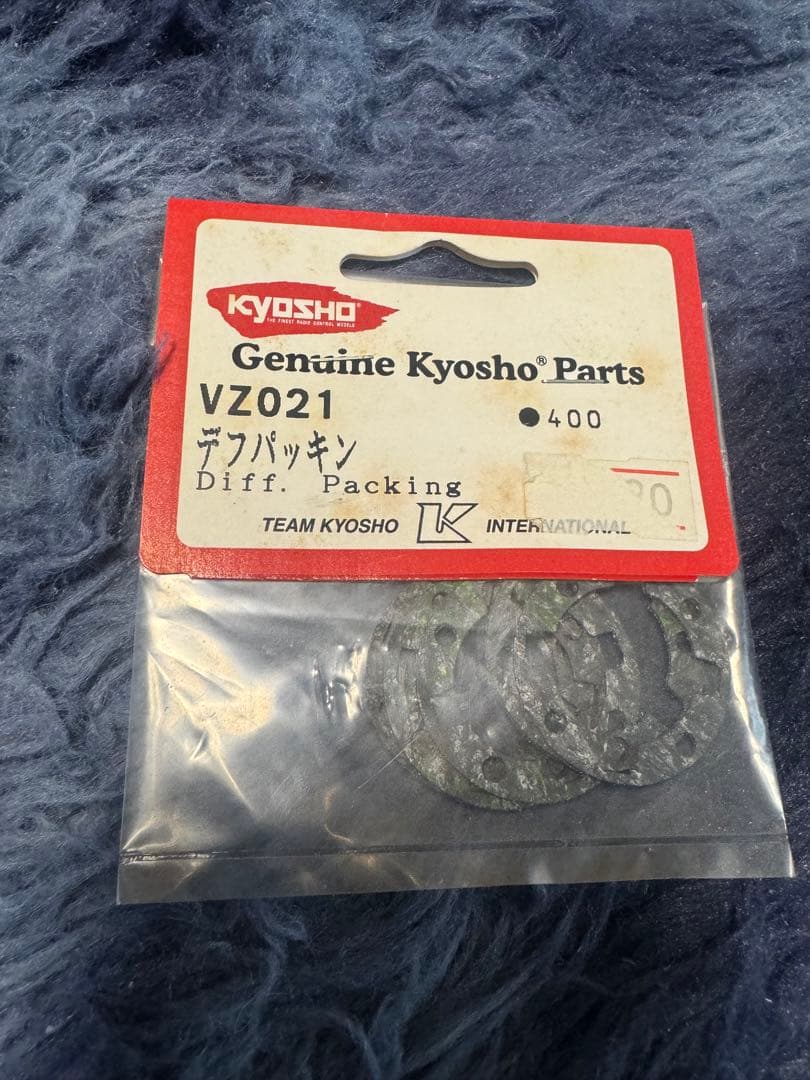 KYOSHO®
THE FINEST RADIO CONTROL MODELS
Genuine Kyosho® Parts
VZ021 ●400
デフパッキン
Diff. Packing
TEAM KYOSHO K INTERNATIONAL